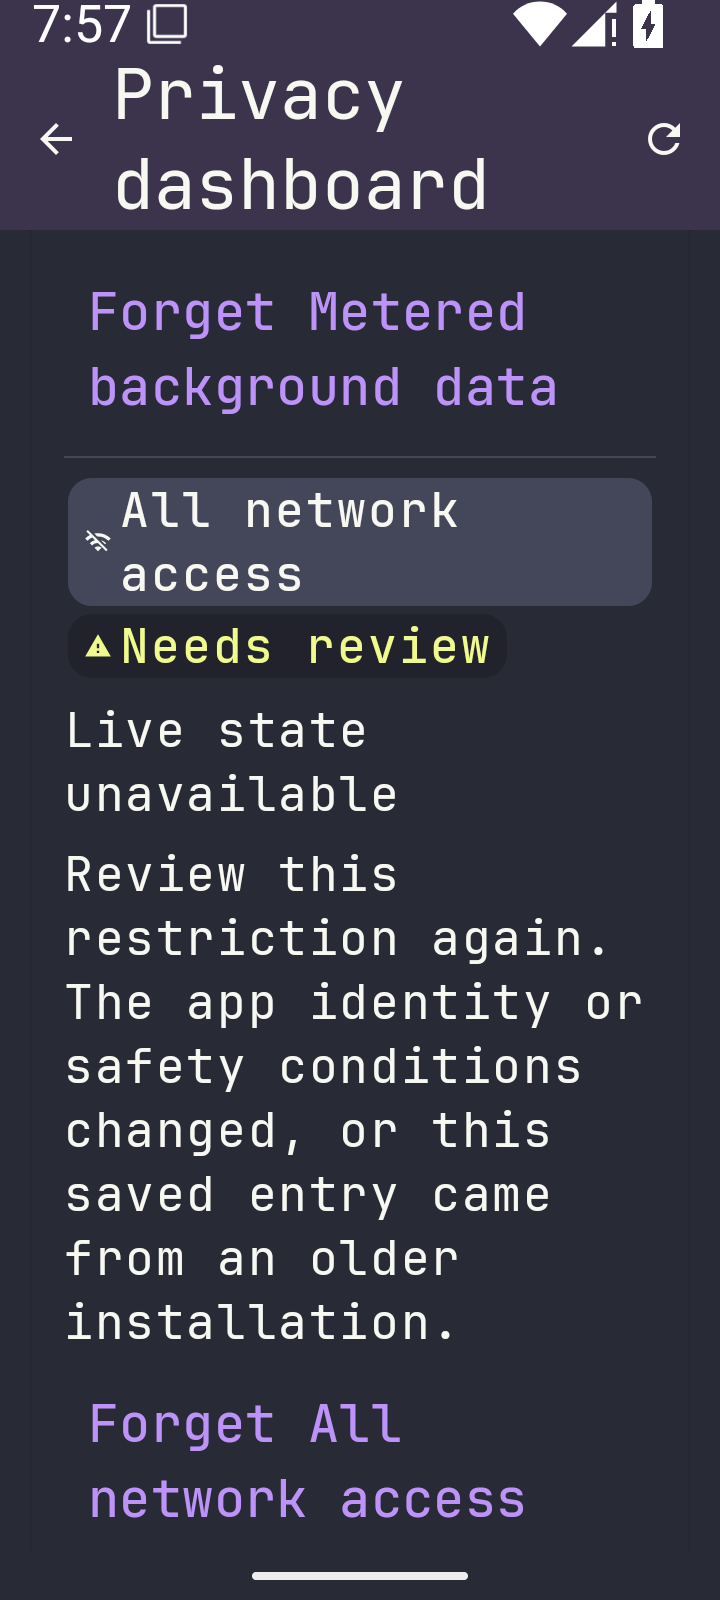 7:57
Privacy
dashboard
Forget Metered
background data
All network
access
Needs review
Live state
unavailable
Review this
restriction again.
The app identity or
safety conditions
changed, or this
saved entry came
from an older
installation.
Forget All
network access